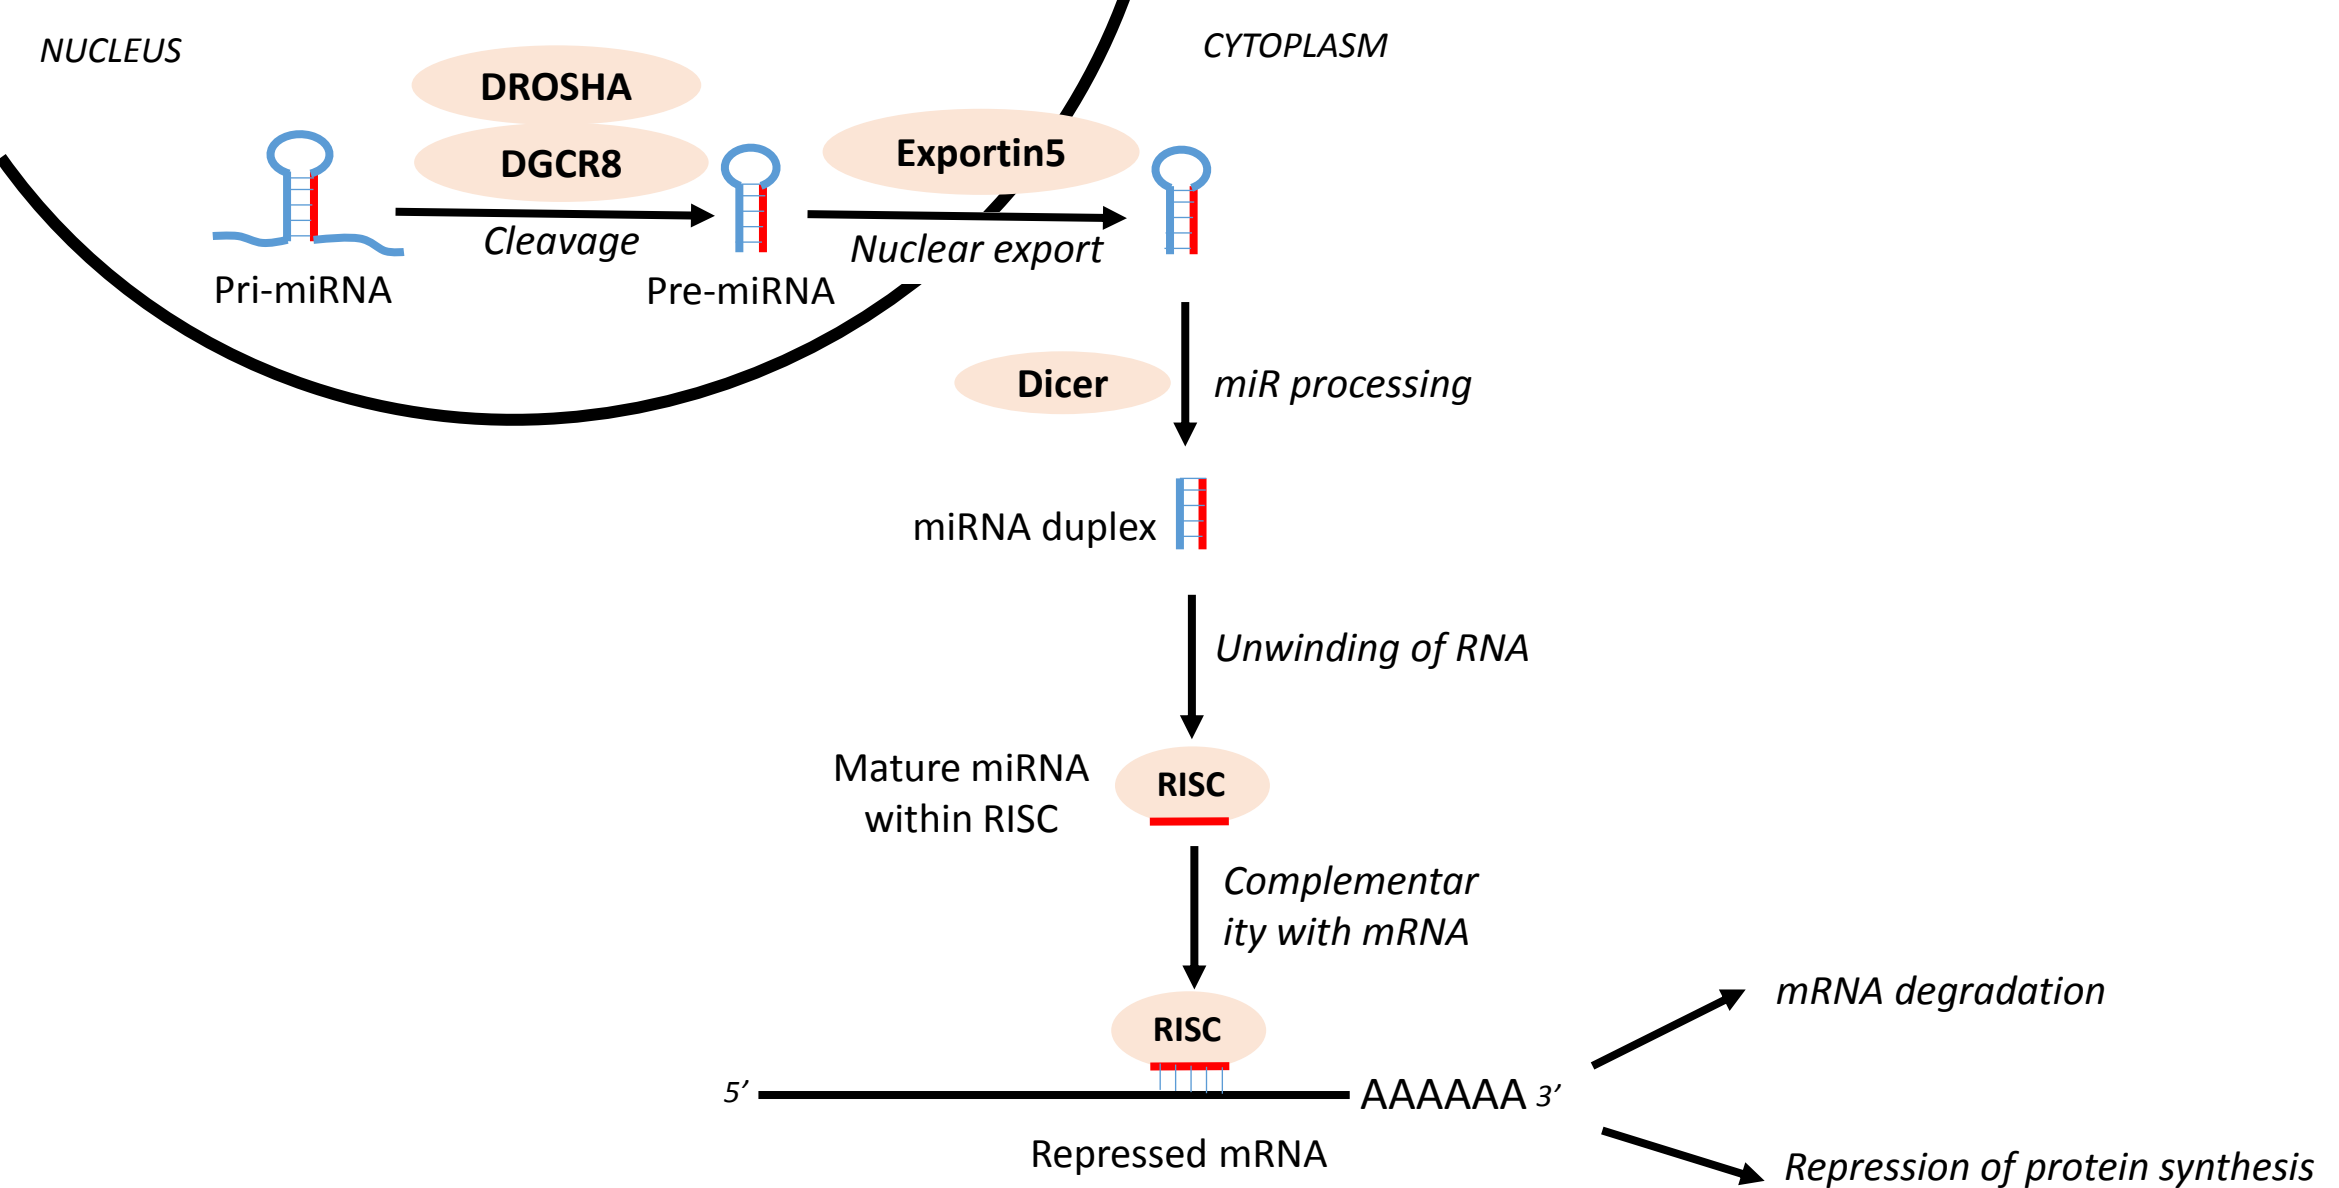 NUCLEUS
CYTOPLASM
DROSHA
DGCR8
Exportin5
Cleavage
Nuclear export
Pri-miRNA
Pre-miRNA
Dicer
miR processing
miRNA duplex
Unwinding of RNA
Mature miRNA
within RISC
RISC
Complementar
ity with mRNA
RISC
5’
AAAAAA 3’
Repressed mRNA
mRNA degradation
Repression of protein synthesis